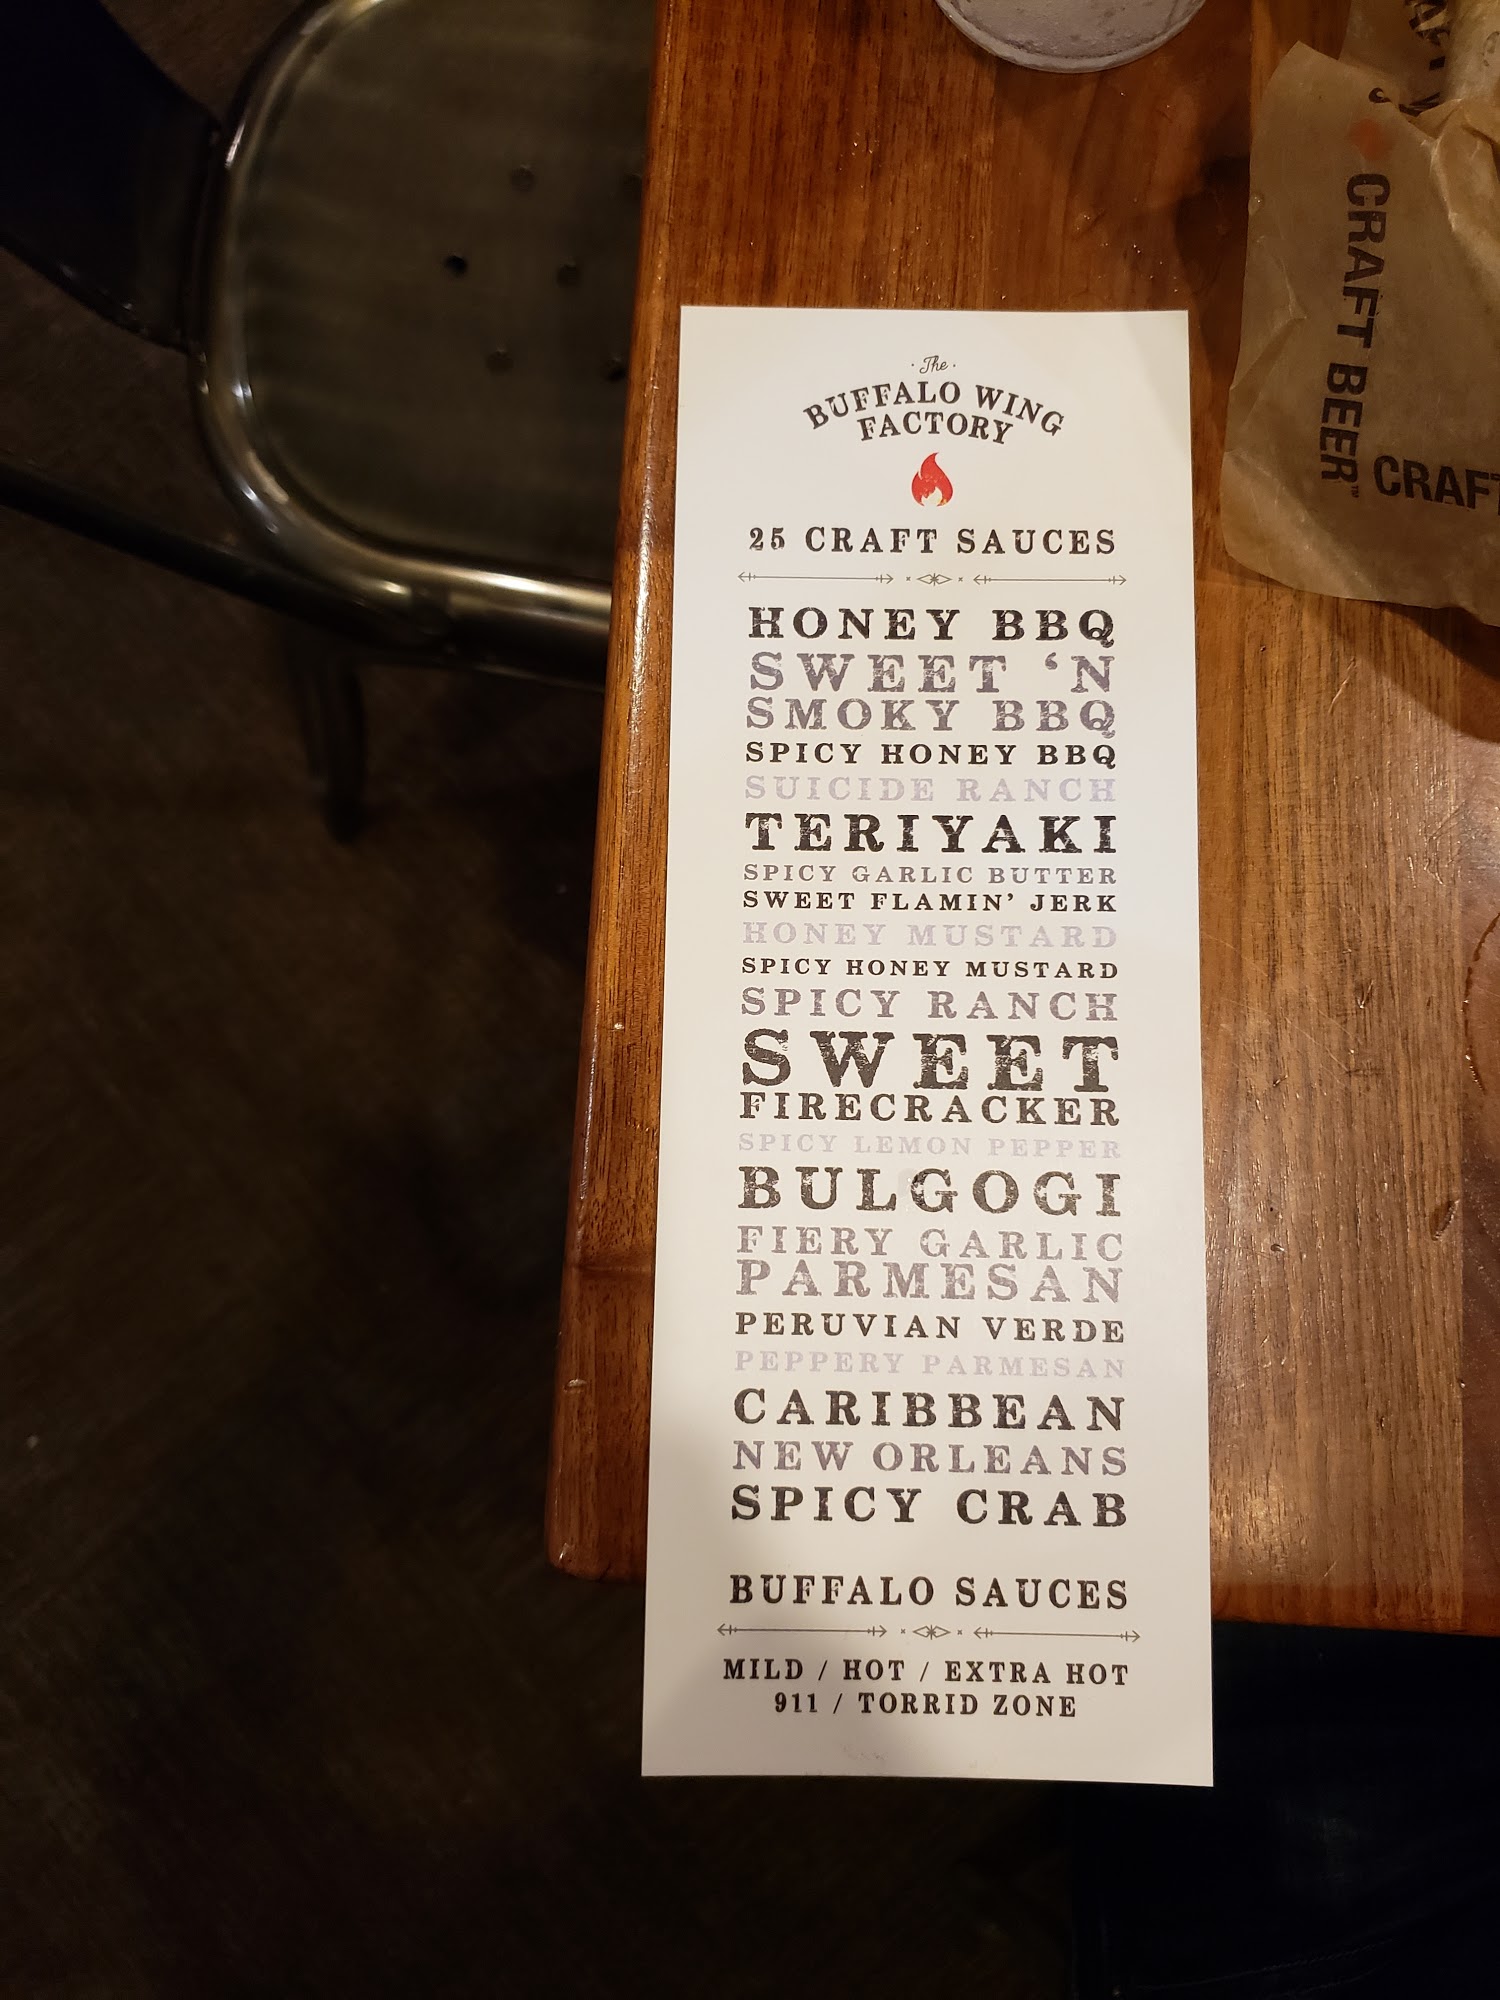 The
BUFFALO WING
FACTORY
25 CRAFT SAUCES
HONEY BBQ
SWEET ‘N
SMOKY BBQ
SPICY HONEY BBQ
SUICIDE RANCH
TERIYAKI
SPICY GARLIC BUTTER
SWEET FLAMIN’ JERK
HONEY MUSTARD
SPICY HONEY MUSTARD
SPICY RANCH
SWEET
FIRECRACKER
SPICY LEMON PEPPER
BULGOGI
FIERY GARLIC
PARMESAN
PERUVIAN VERDE
PEPPERY PARMESAN
CARIBBEAN
NEW ORLEANS
SPICY CRAB
BUFFALO SAUCES
MILD / HOT / EXTRA HOT
911 / TORRID ZONE
CRAFT BEER™
CRAFT